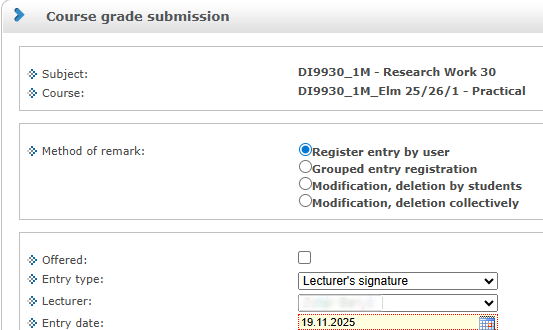 Course grade submission
Subject: DI9930_1M - Research Work 30
Course: DI9930_1M_Elm 25/26/1 - Practical
Method of remark: Register entry by user
Grouped entry registration
Modification, deletion by students
Modification, deletion collectively
Offered:
Entry type: Lecturer's signature
Lecturer:
Entry date: 19.11.2025